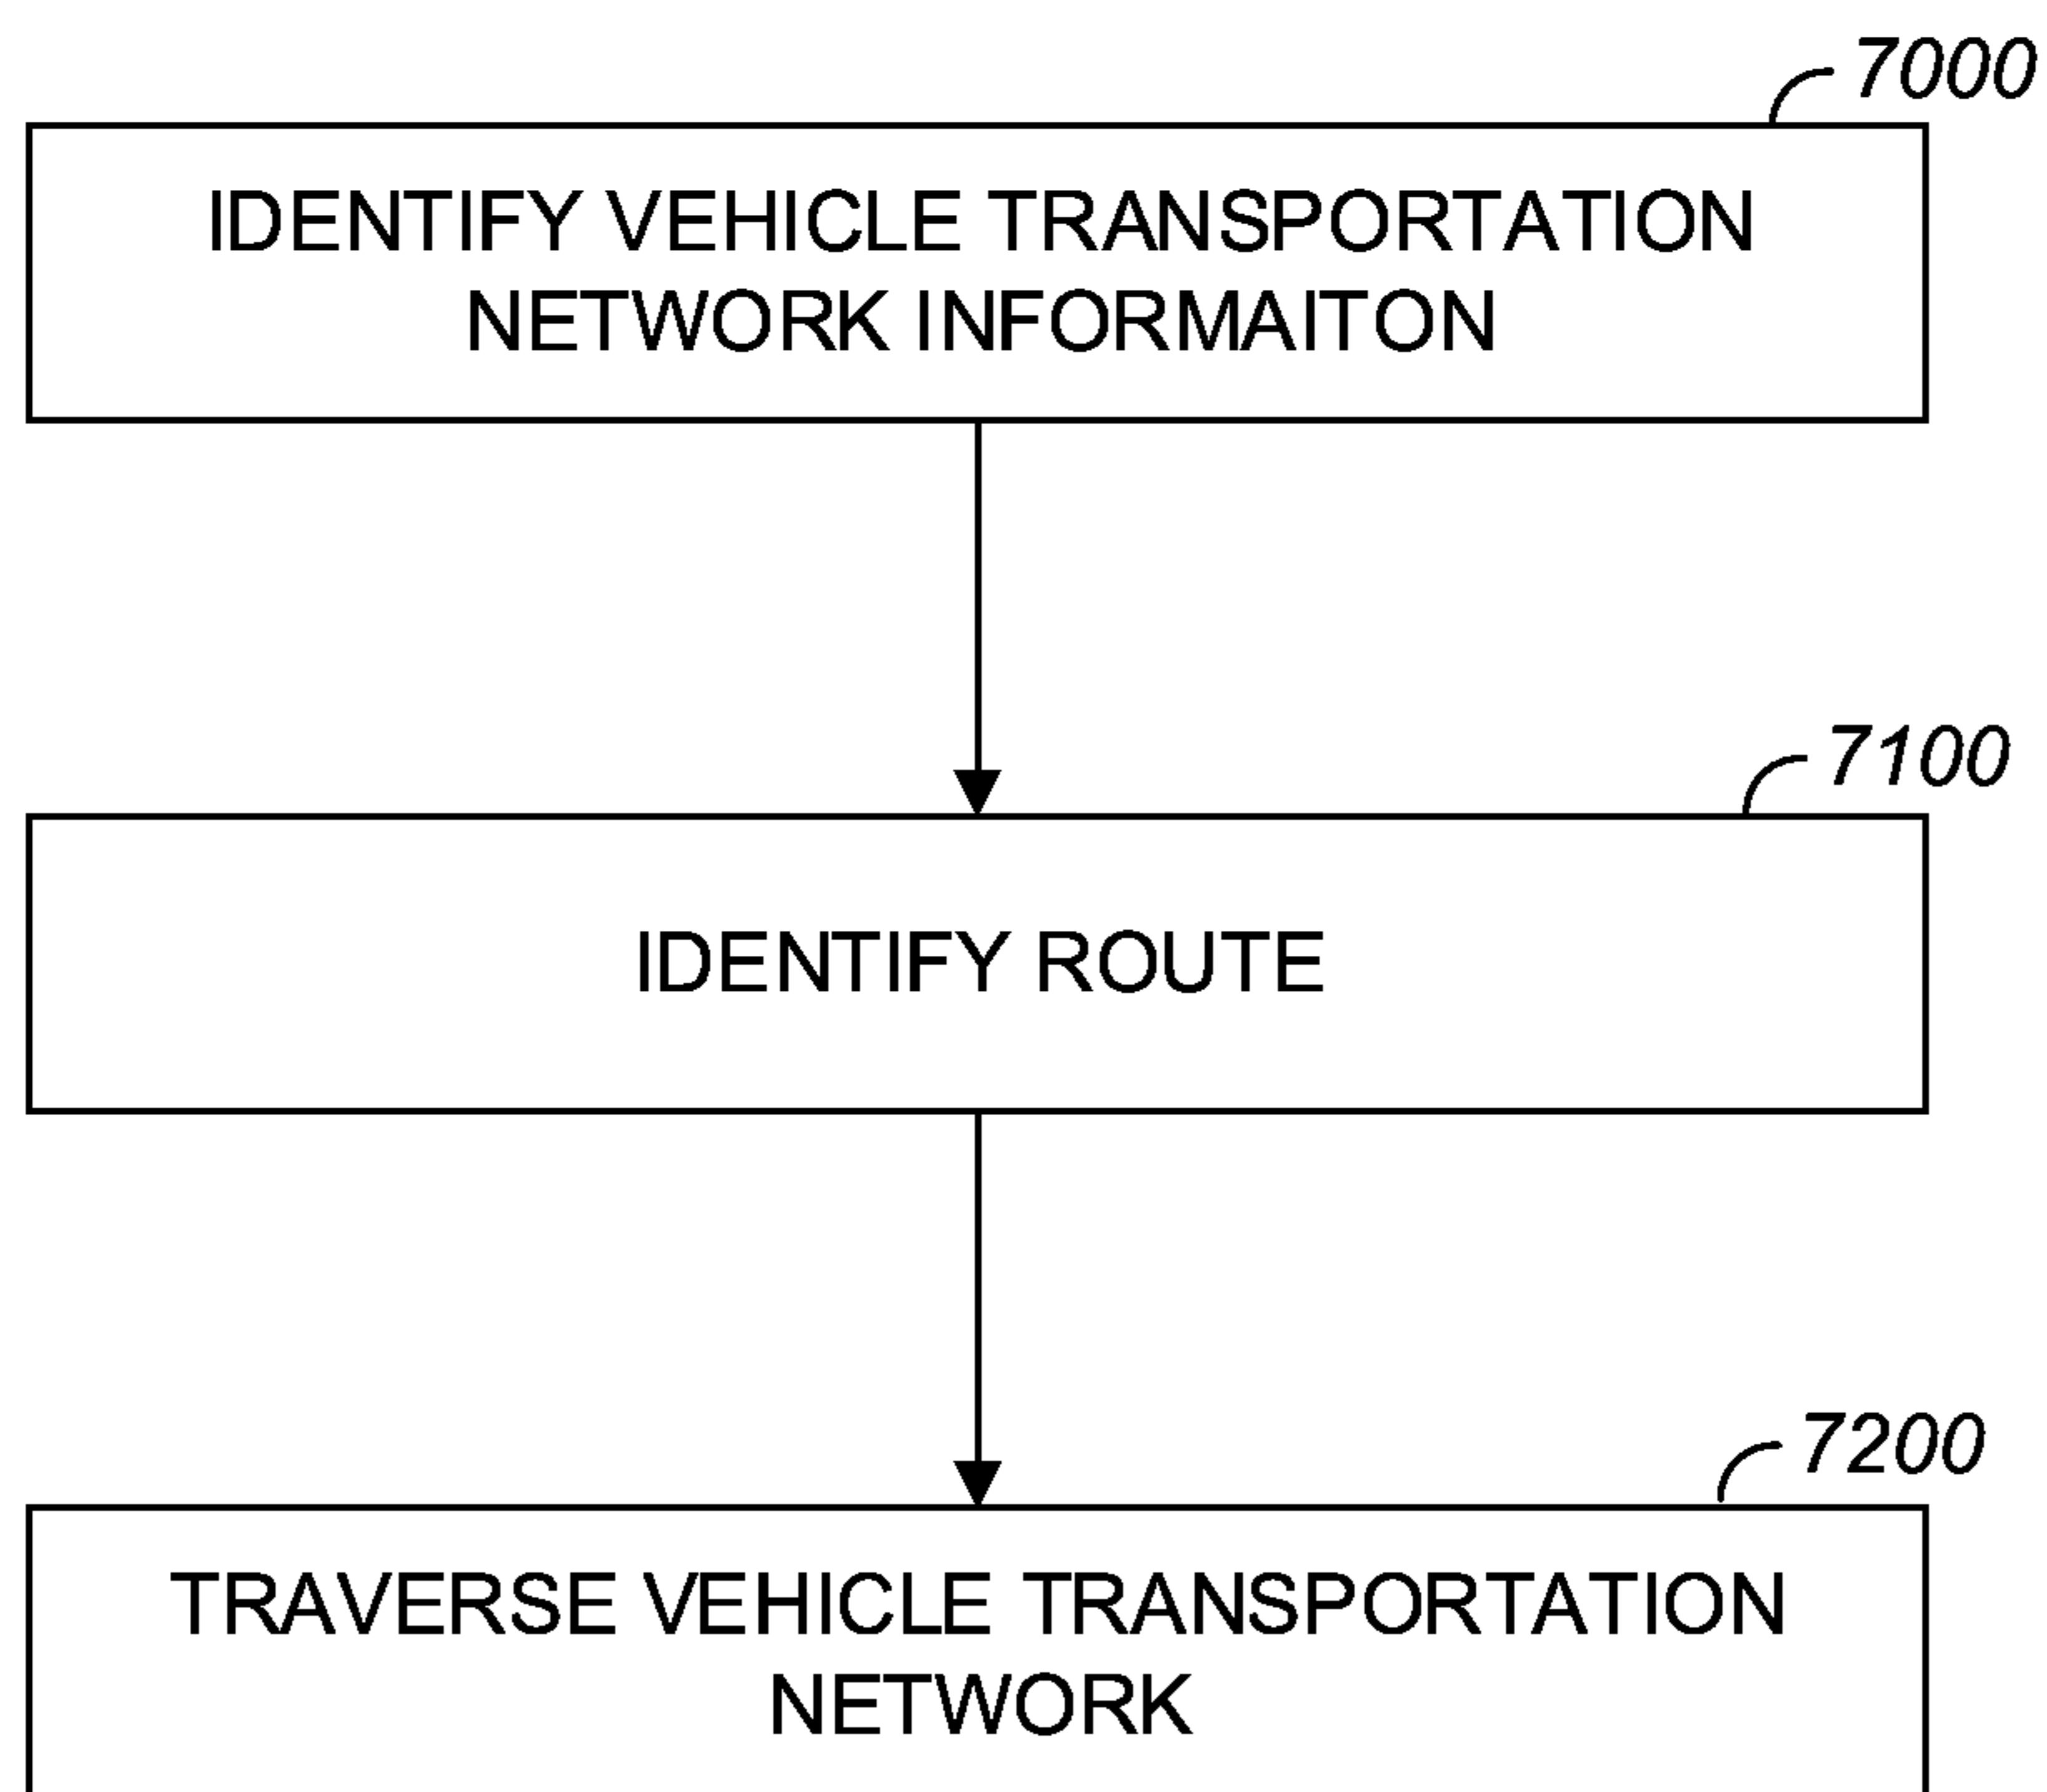 7000
IDENTIFY VEHICLE TRANSPORTATION
NETWORK INFORMAITON
7100
IDENTIFY ROUTE
7200
TRAVERSE VEHICLE TRANSPORTATION
NETWORK